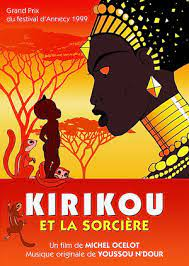 Grand Prix
du festival d'Annecy 1999
KIRIKOU
ET LA SORCIÈRE
Un film de MICHEL OCELOT
Musique originale de YOUSSOU N'DOUR